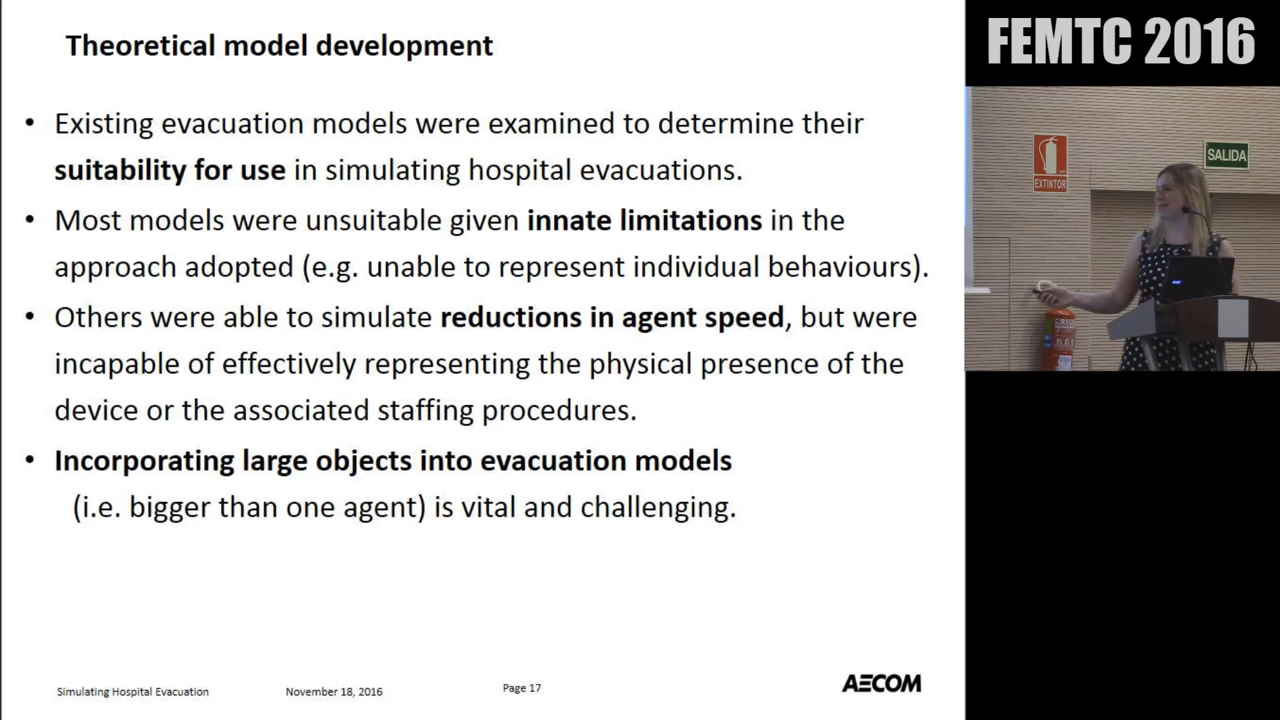 Theoretical model development
• Existing evacuation models were examined to determine their
suitability for use in simulating hospital evacuations.
• Most models were unsuitable given innate limitations in the
approach adopted (e.g. unable to represent individual behaviours).
• Others were able to simulate reductions in agent speed, but were
incapable of effectively representing the physical presence of the
device or the associated staffing procedures.
• Incorporating large objects into evacuation models
(i.e. bigger than one agent) is vital and challenging.
Simulating Hospital Evacuation
November 18, 2016
Page 17
AECOM
FEMTC 2016
EXTINTOR
SALIDA